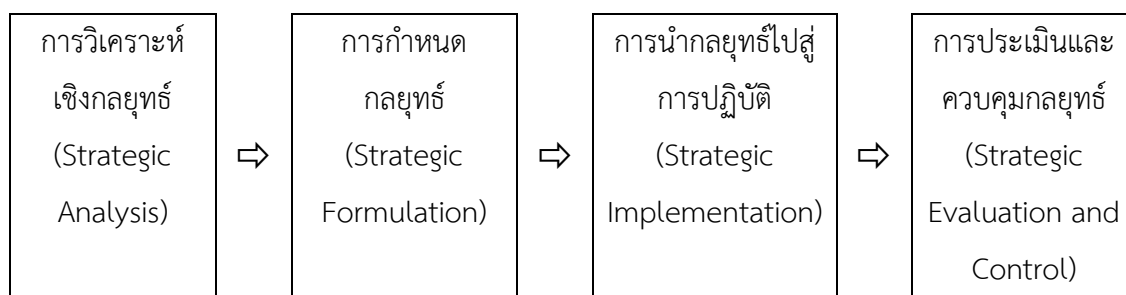 การวิเคราะห์
เชิงกลยุทธ์
(Strategic
Analysis)
⇨
การกำหนด
กลยุทธ์
(Strategic
Formulation)
⇨
การนำกลยุทธ์ไปสู่
การปฏิบัติ
(Strategic
Implementation)
⇨
การประเมินและ
ควบคุมกลยุทธ์
(Strategic
Evaluation and
Control)